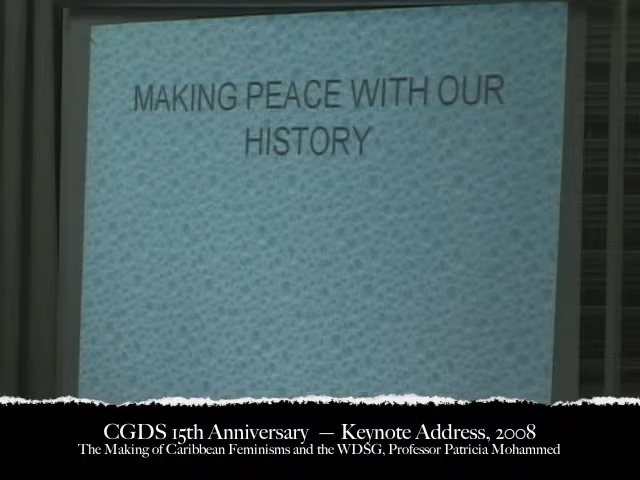 MAKING PEACE WITH OUR
HISTORY
CGDS 15th Anniversary — Keynote Address, 2008
The Making of Caribbean Feminisms and the WDSG, Professor Patricia Mohammed